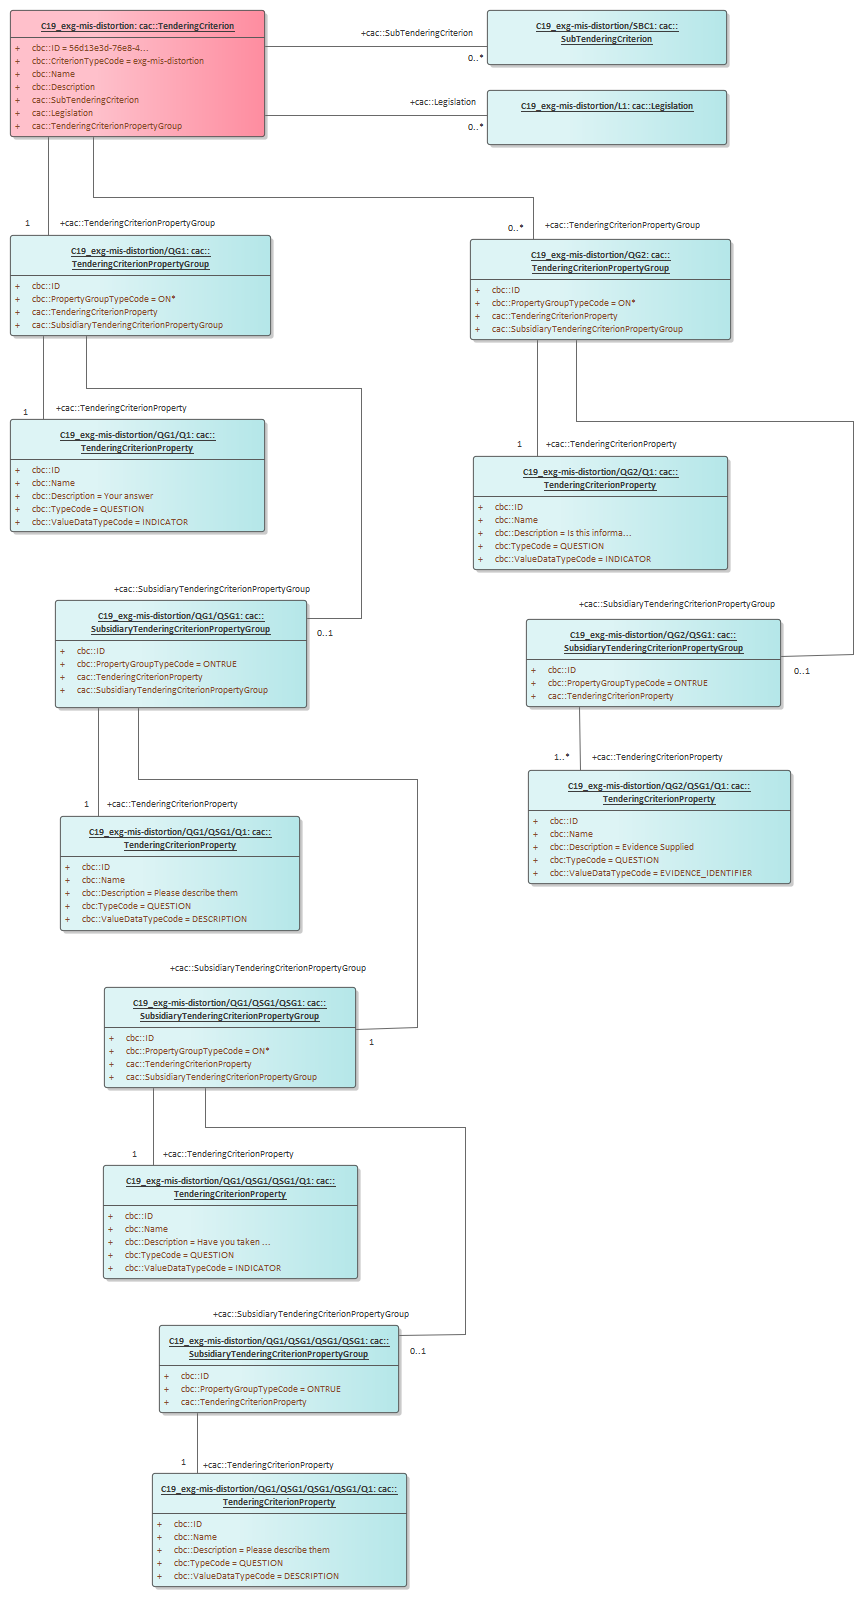 C19_exg-mis-distortion: cac::TenderingCriterion
+ cbc::ID = 56d13e3d-76e8-4...
+ cbc::CriterionTypeCode = exg-mis-distortion
+ cbc::Name
+ cbc::Description
+ cac::SubTenderingCriterion
+ cac::Legislation
+ cac::TenderingCriterionPropertyGroup
+cac::SubTenderingCriterion
0..*
C19_exg-mis-distortion/SBC1: cac::
SubTenderingCriterion
+cac::Legislation
0..*
C19_exg-mis-distortion/L1: cac::Legislation
1
+cac::TenderingCriterionPropertyGroup
0..*
+cac::TenderingCriterionPropertyGroup
C19_exg-mis-distortion/QG1: cac::
TenderingCriterionPropertyGroup
+ cbc::ID
+ cbc::PropertyGroupTypeCode = ON*
+ cac::TenderingCriterionProperty
+ cac::SubsidiaryTenderingCriterionPropertyGroup
C19_exg-mis-distortion/QG2: cac::
TenderingCriterionPropertyGroup
+ cbc::ID
+ cbc::PropertyGroupTypeCode = ON*
+ cac::TenderingCriterionProperty
+ cac::SubsidiaryTenderingCriterionPropertyGroup
1
+cac::TenderingCriterionProperty
C19_exg-mis-distortion/QG1/Q1: cac::
TenderingCriterionProperty
+ cbc::ID
+ cbc::Name
+ cbc::Description = Your answer
+ cbc::TypeCode = QUESTION
+ cbc::ValueDataTypeCode = INDICATOR
1
+cac::TenderingCriterionProperty
C19_exg-mis-distortion/QG2/Q1: cac::
TenderingCriterionProperty
+ cbc::ID
+ cbc::Name
+ cbc::Description = Is this informa...
+ cbc:TypeCode = QUESTION
+ cbc::ValueDataTypeCode = INDICATOR
+cac::SubsidiaryTenderingCriterionPropertyGroup
0..1
C19_exg-mis-distortion/QG1/QSG1: cac::
SubsidiaryTenderingCriterionPropertyGroup
+ cbc::ID
+ cbc::PropertyGroupTypeCode = ONTRUE
+ cac::TenderingCriterionProperty
+ cac::SubsidiaryTenderingCriterionPropertyGroup
+cac::SubsidiaryTenderingCriterionPropertyGroup
0..1
C19_exg-mis-distortion/QG2/QSG1: cac::
SubsidiaryTenderingCriterionPropertyGroup
+ cbc::ID
+ cbc::PropertyGroupTypeCode = ONTRUE
+ cac::TenderingCriterionProperty
1..*
+cac::TenderingCriterionProperty
C19_exg-mis-distortion/QG2/QSG1/Q1: cac::
TenderingCriterionProperty
+ cbc::ID
+ cbc::Name
+ cbc::Description = Evidence Supplied
+ cbc:TypeCode = QUESTION
+ cbc::ValueDataTypeCode = EVIDENCE_IDENTIFIER
1
+cac::TenderingCriterionProperty
C19_exg-mis-distortion/QG1/QSG1/Q1: cac::
TenderingCriterionProperty
+ cbc::ID
+ cbc::Name
+ cbc::Description = Please describe them
+ cbc:TypeCode = QUESTION
+ cbc::ValueDataTypeCode = DESCRIPTION
+cac::SubsidiaryTenderingCriterionPropertyGroup
1
C19_exg-mis-distortion/QG1/QSG1/QSG1: cac::
SubsidiaryTenderingCriterionPropertyGroup
+ cbc::ID
+ cbc::PropertyGroupTypeCode = ON*
+ cac::TenderingCriterionProperty
+ cac::SubsidiaryTenderingCriterionPropertyGroup
1
+cac::TenderingCriterionProperty
C19_exg-mis-distortion/QG1/QSG1/QSG1/Q1: cac::
TenderingCriterionProperty
+ cbc::ID
+ cbc::Name
+ cbc::Description = Have you taken ...
+ cbc:TypeCode = QUESTION
+ cbc::ValueDataTypeCode = INDICATOR
+cac::SubsidiaryTenderingCriterionPropertyGroup
0..1
C19_exg-mis-distortion/QG1/QSG1/QSG1/QSG1: cac::
SubsidiaryTenderingCriterionPropertyGroup
+ cbc::ID
+ cbc::PropertyGroupTypeCode = ONTRUE
+ cac::TenderingCriterionProperty
1
+cac::TenderingCriterionProperty
C19_exg-mis-distortion/QG1/QSG1/QSG1/QSG1/Q1: cac::
TenderingCriterionProperty
+ cbc::ID
+ cbc::Name
+ cbc::Description = Please describe them
+ cbc:TypeCode = QUESTION
+ cbc::ValueDataTypeCode = DESCRIPTION